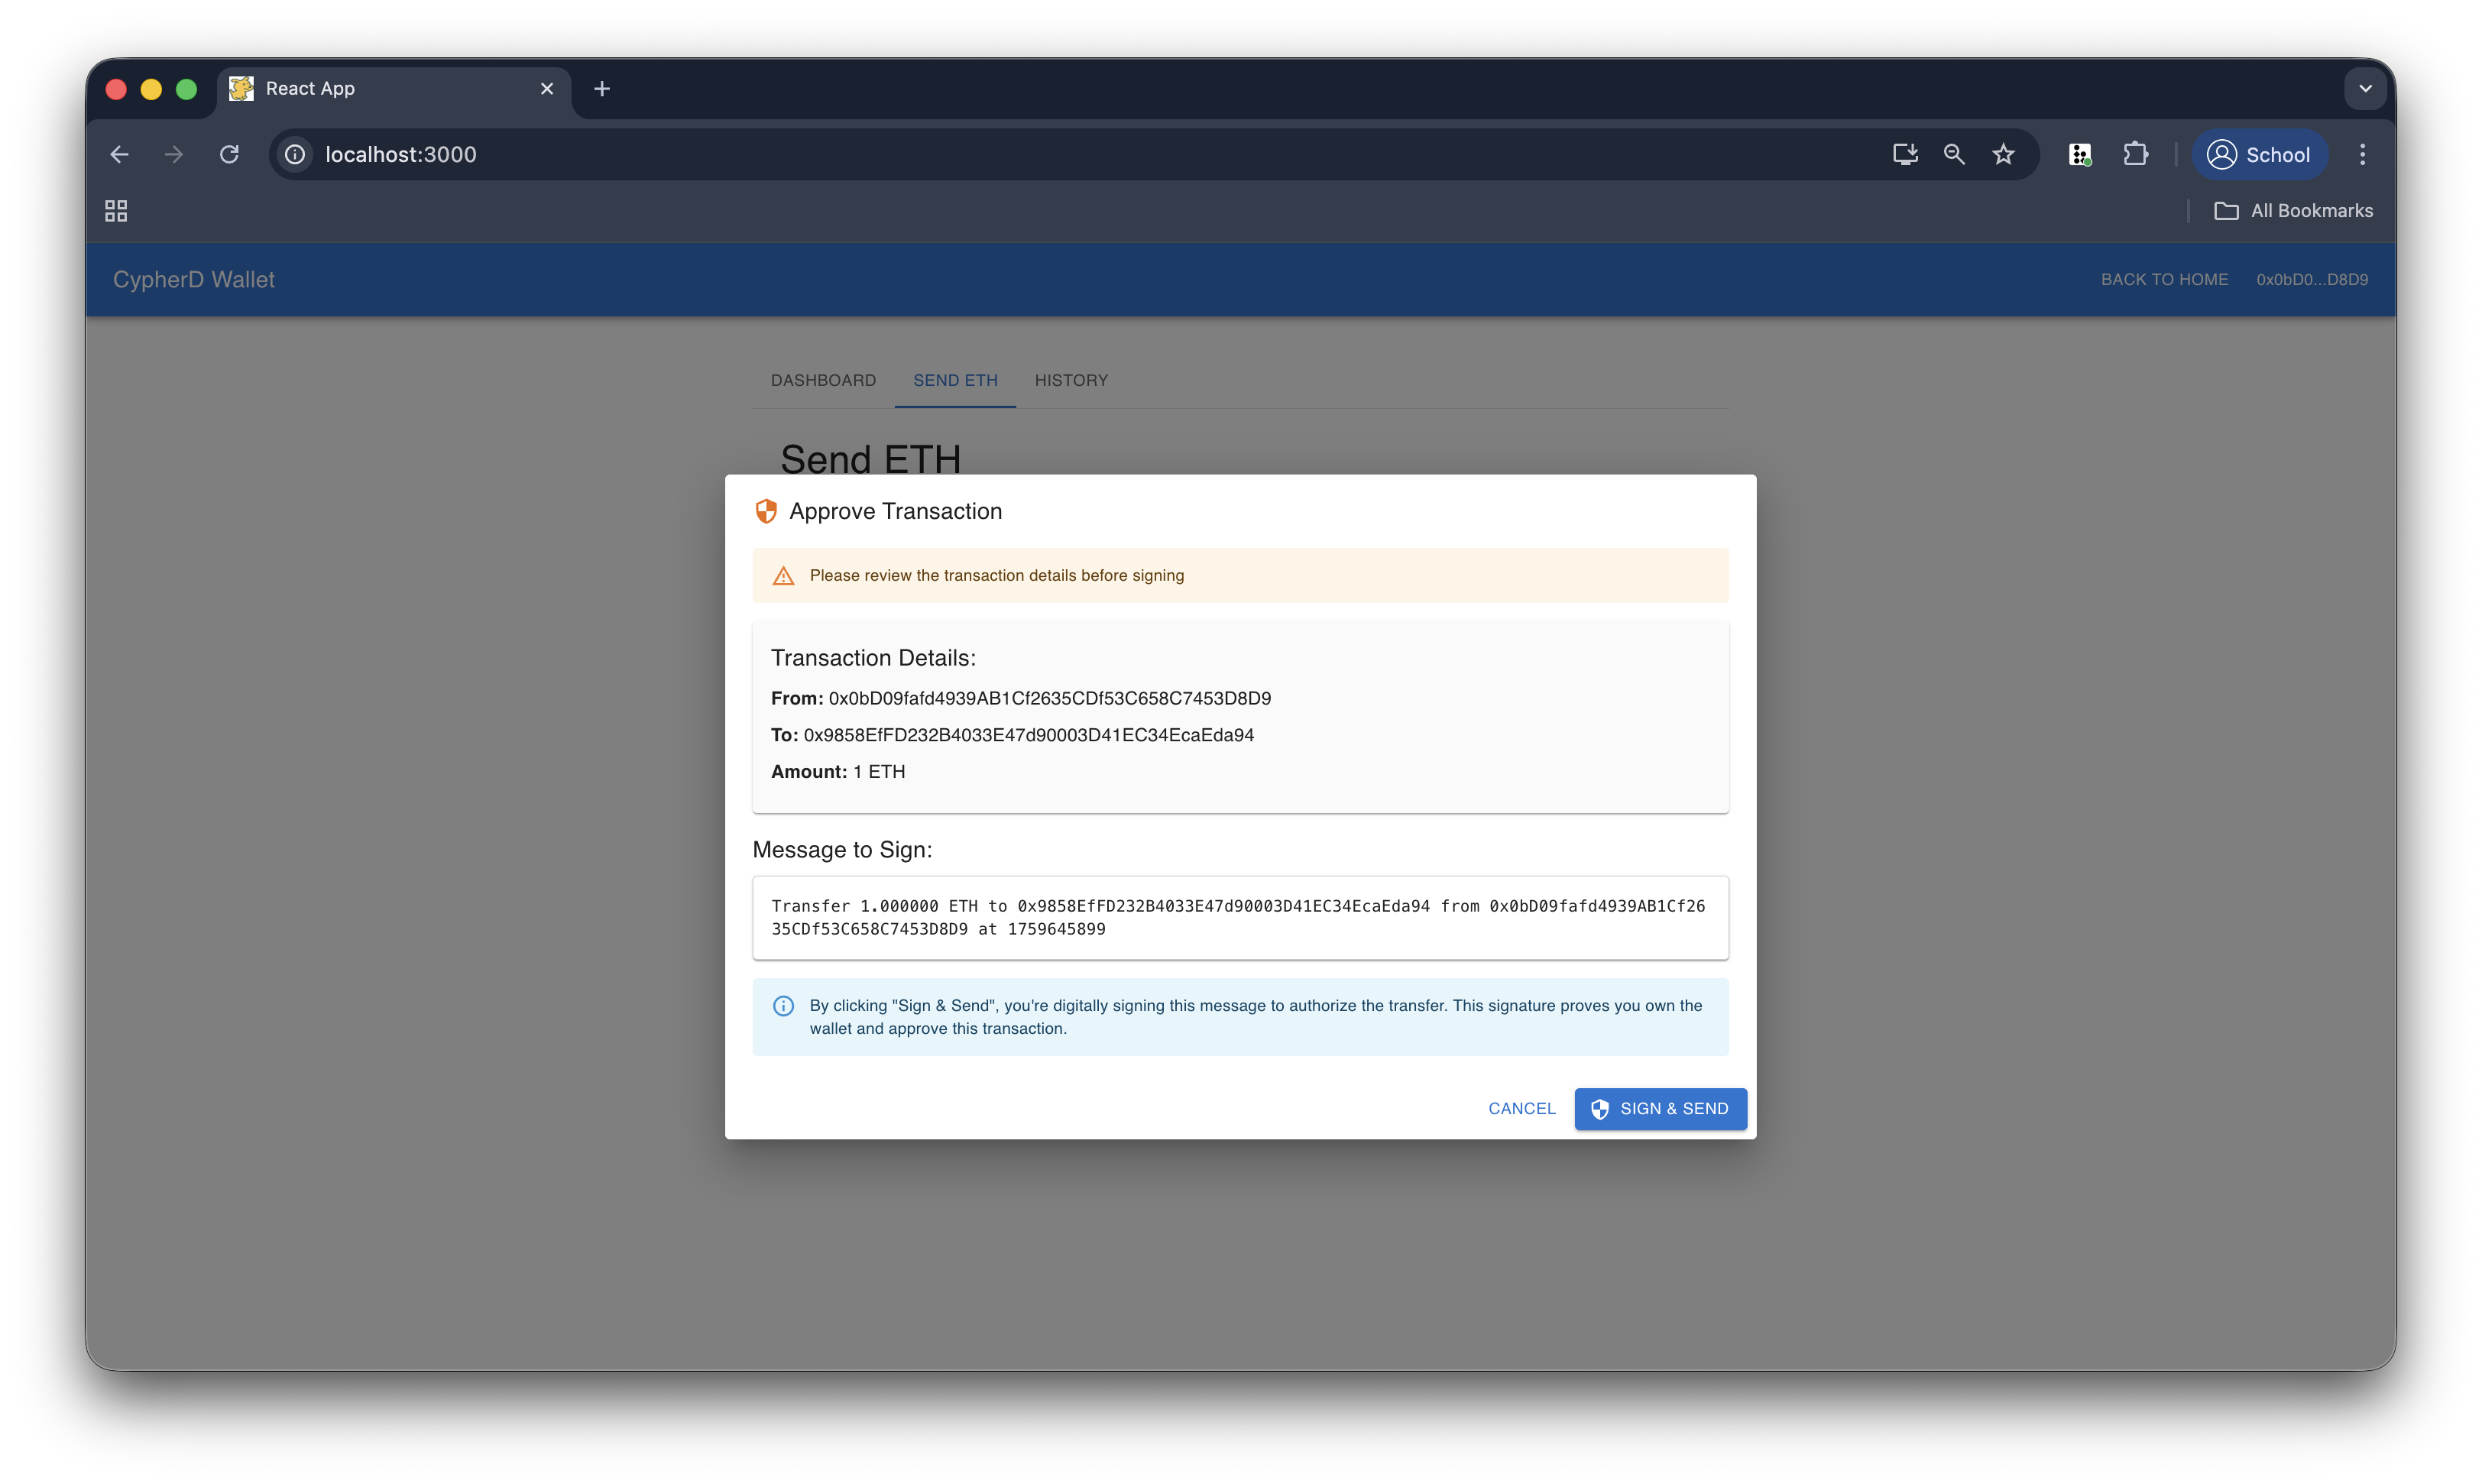 React App
localhost:3000
School
All Bookmarks
CypherD Wallet
BACK TO HOME
0x0bD0...D8D9
DASHBOARD
SEND ETH
HISTORY
Send ETH
Approve Transaction
Please review the transaction details before signing
Transaction Details:
From: 0x0bD09fafd4939AB1Cf2635CDf53C658C7453D8D9
To: 0x9858EfFD232B4033E47d90003D41EC34EcaEda94
Amount: 1 ETH
Message to Sign:
Transfer 1.000000 ETH to 0x9858EfFD232B4033E47d90003D41EC34EcaEda94 from 0x0bD09fafd4939AB1Cf26
35CDf53C658C7453D8D9 at 1759645899
By clicking "Sign & Send", you're digitally signing this message to authorize the transfer. This signature proves you own the
wallet and approve this transaction.
CANCEL
SIGN & SEND